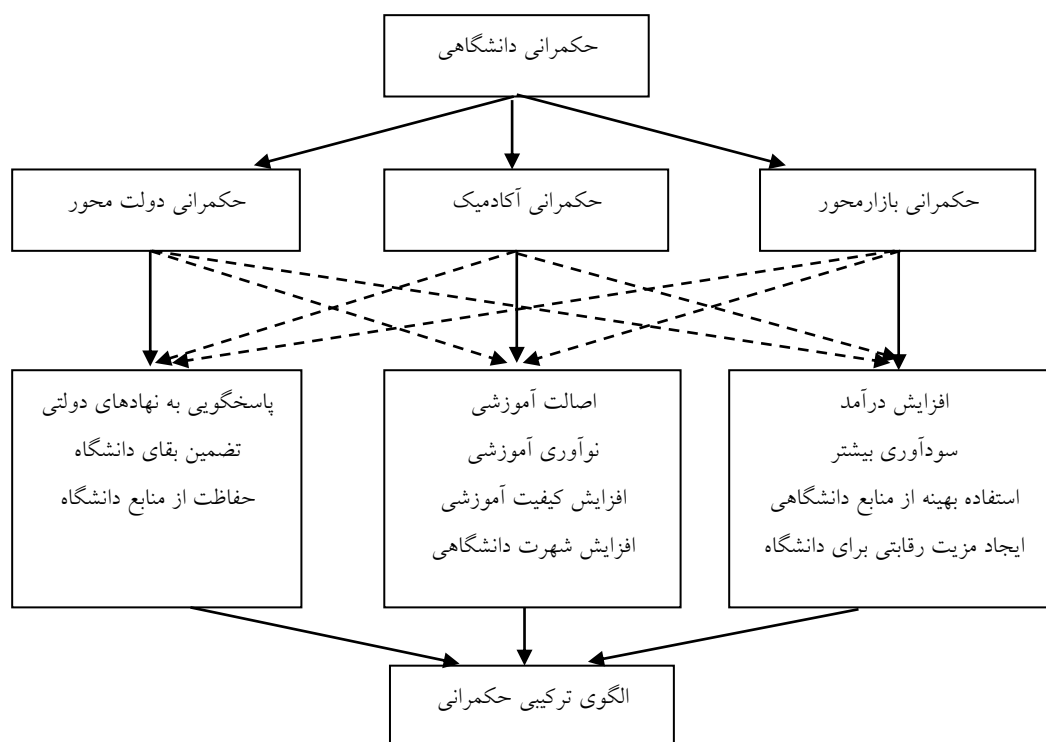 حکمرانی دانشگاهی
حکمرانی بازارمحور
حکمرانی آکادمیک
حکمرانی دولت محور
افزایش درآمد
سودآوری بیشتر
استفاده بهینه از منابع دانشگاهی
ایجاد مزیت رقابتی برای دانشگاه
اصالت آموزشی
نوآوری آموزشی
افزایش کیفیت آموزشی
افزایش شهرت دانشگاهی
پاسخگویی به نهادهای دولتی
تضمین بقای دانشگاه
حفاظت از منابع دانشگاه
الگوی ترکیبی حکمرانی